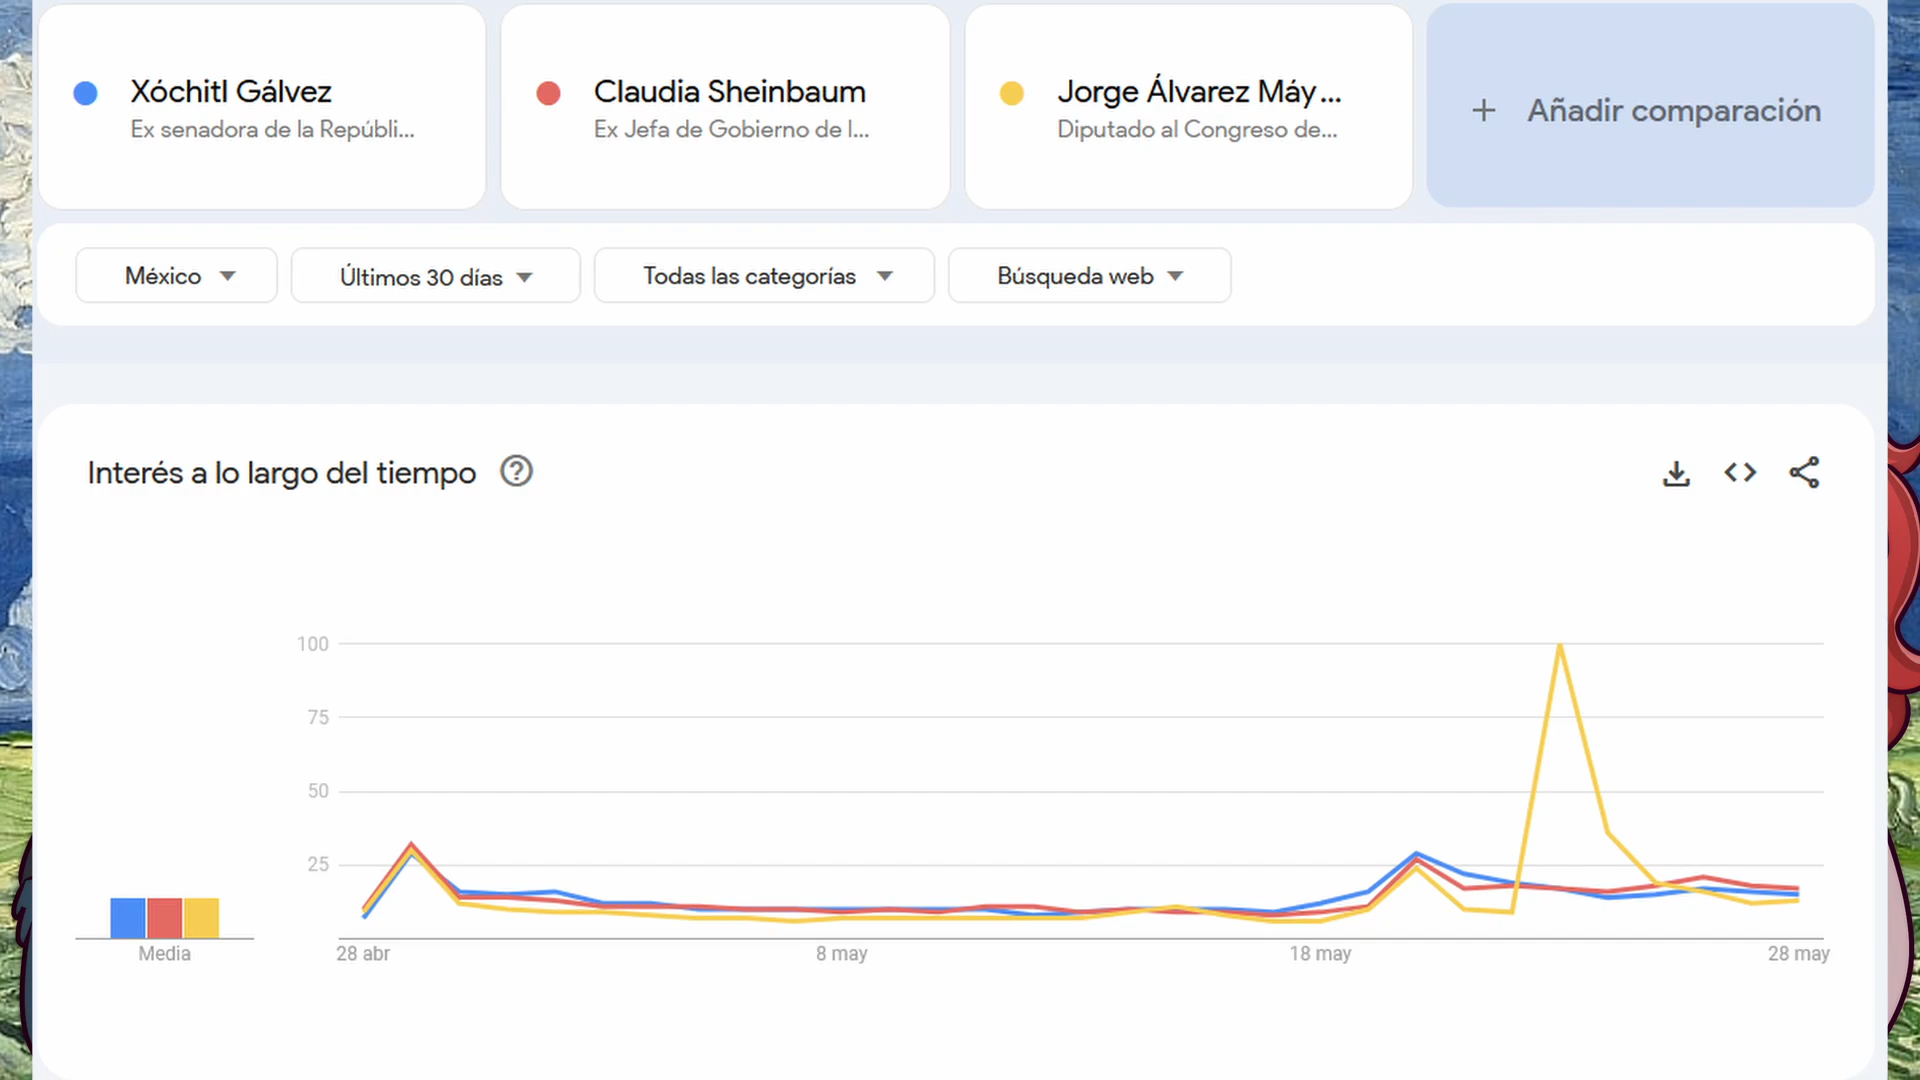 Xóchitl Gálvez
Ex senadora de la Repúbli...
Claudia Sheinbaum
Ex Jefa de Gobierno de l...
Jorge Álvarez Máy...
Diputado al Congreso de...
+ Añadir comparación
México
Últimos 30 días
Todas las categorías
Búsqueda web
Interés a lo largo del tiempo
100
75
50
25
Media
28 abr
8 may
18 may
28 may